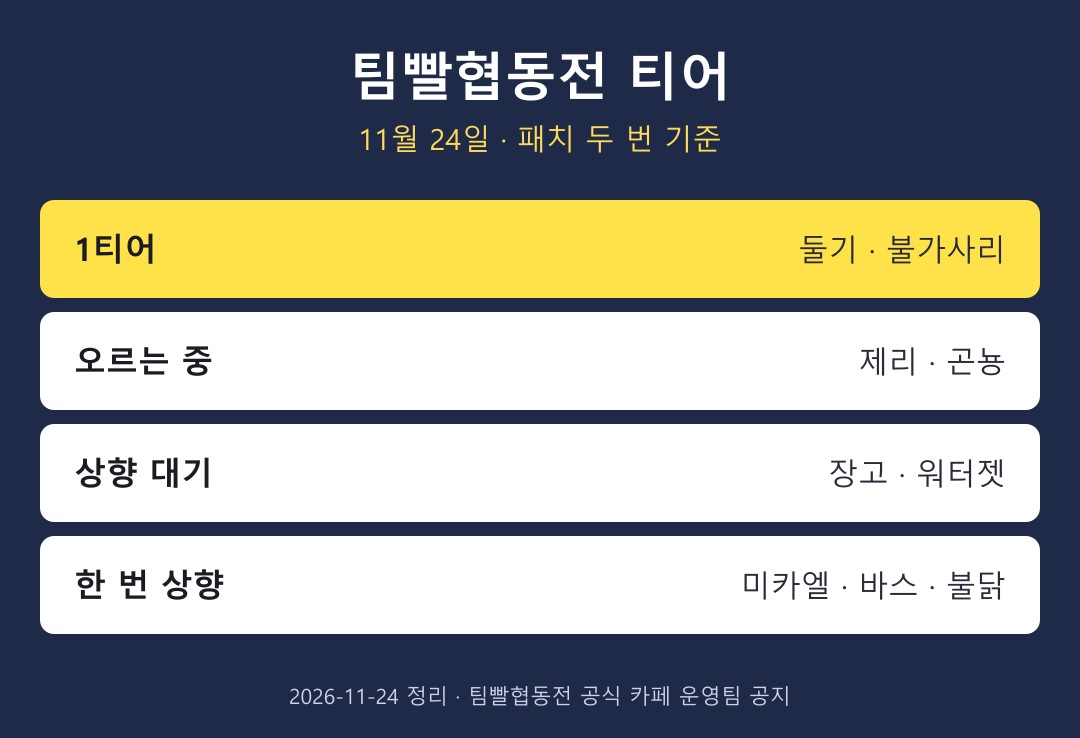 팀빨협동전 티어
11월 24일 · 패치 두 번 기준
1티어 둘기 · 불가사리
오르는 중 제리 · 곤뇽
상향 대기 장고 · 워터젯
한 번 상향 미카엘 · 바스 · 불닭
2026-11-24 정리 · 팀빨협동전 공식 카페 운영팀 공지